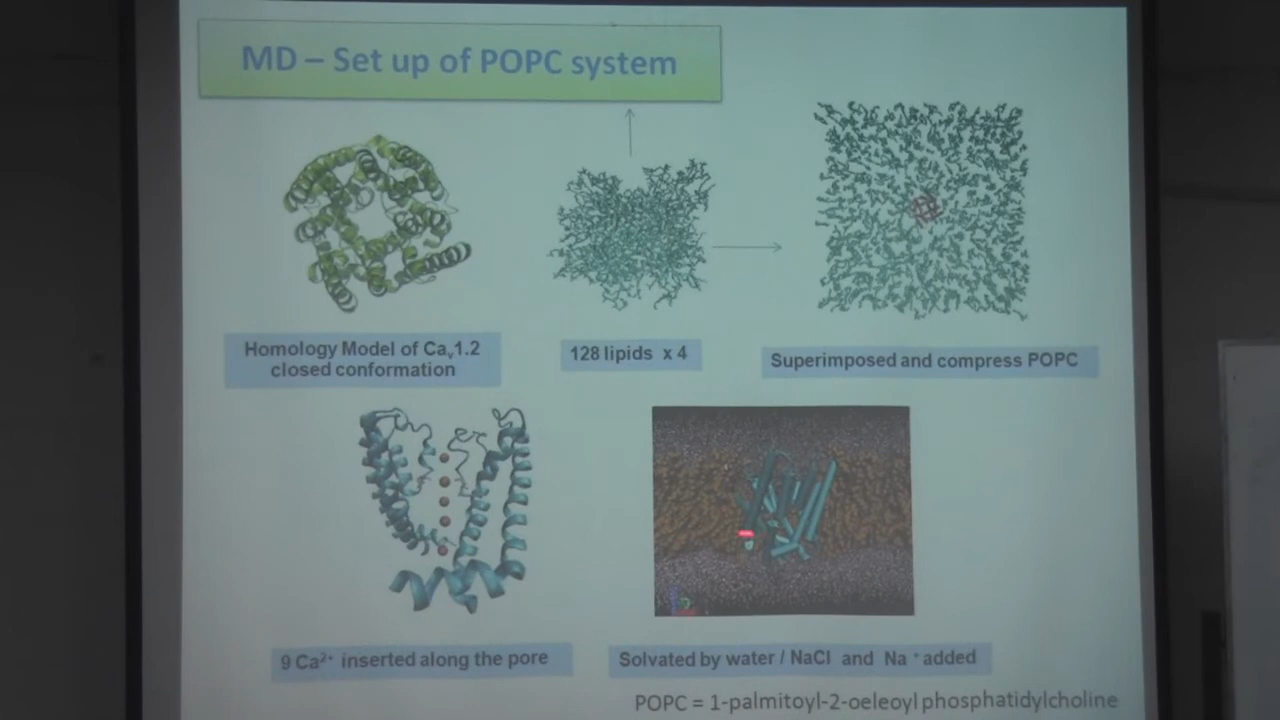 MD – Set up of POPC system
Homology Model of Cav1.2
closed conformation
128 lipids x 4
Superimposed and compress POPC
9 Ca²⁺ inserted along the pore
Solvated by water / NaCl and Na ⁺ added
POPC = 1-palmitoyl-2-oeleoyl phosphatidylcholine